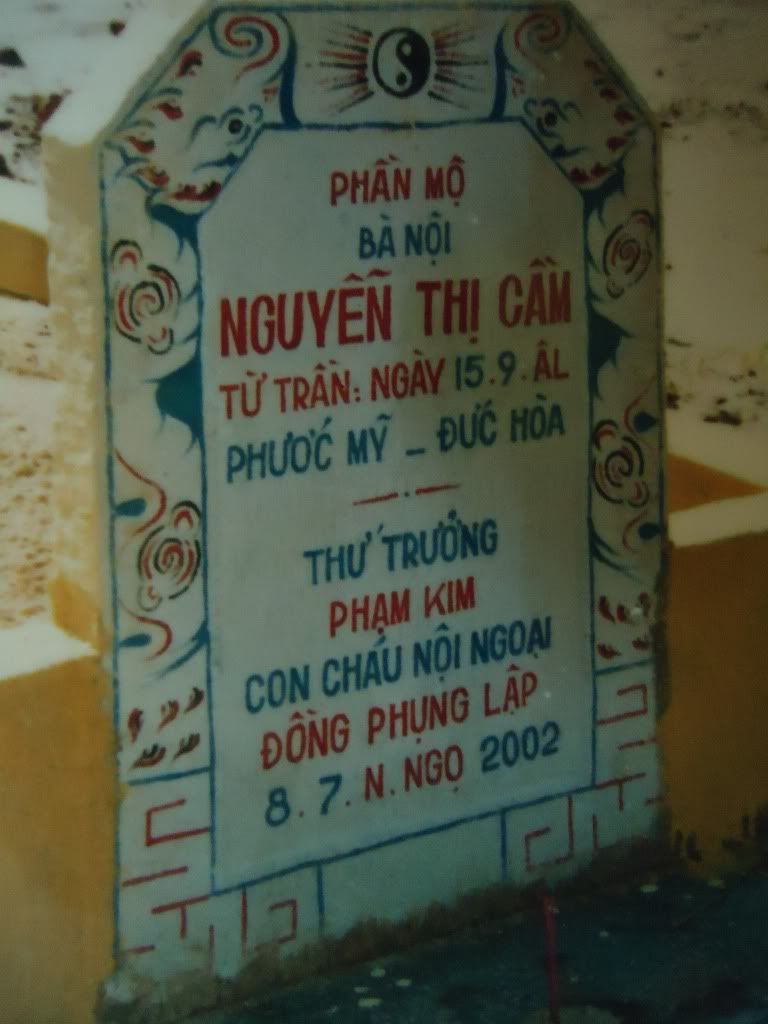 PHẦN MỘ
BÀ NỘI
NGUYỄN THỊ CẦM
TỪ TRẦN: NGÀY 15.9.ÂL
PHƯỚC MỸ - ĐỨC HÒA
THƯ TRƯỞNG
PHẠM KIM
CON CHÁU NỘI NGOẠI
ĐỒNG PHỤNG LẬP
8.7.N.NGỌ 2002